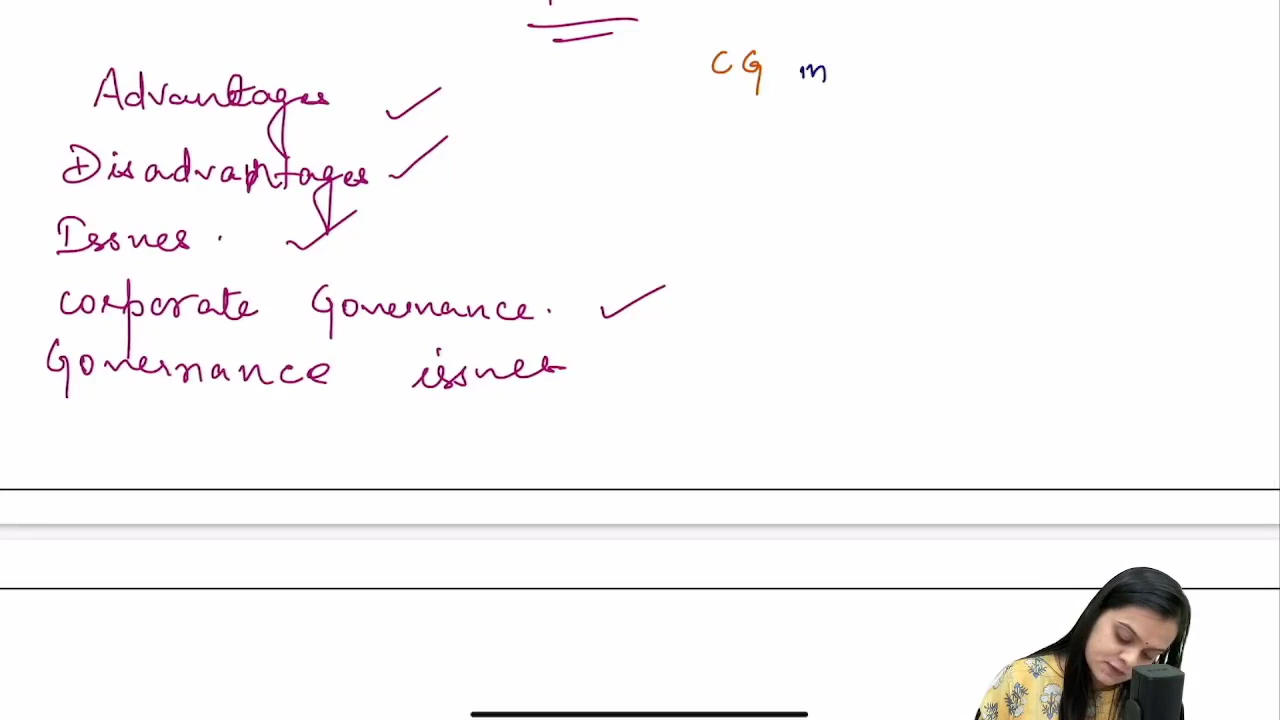 Advantages
Disadvantages
Issues.
corporate Governance.
Governance issues
CG in